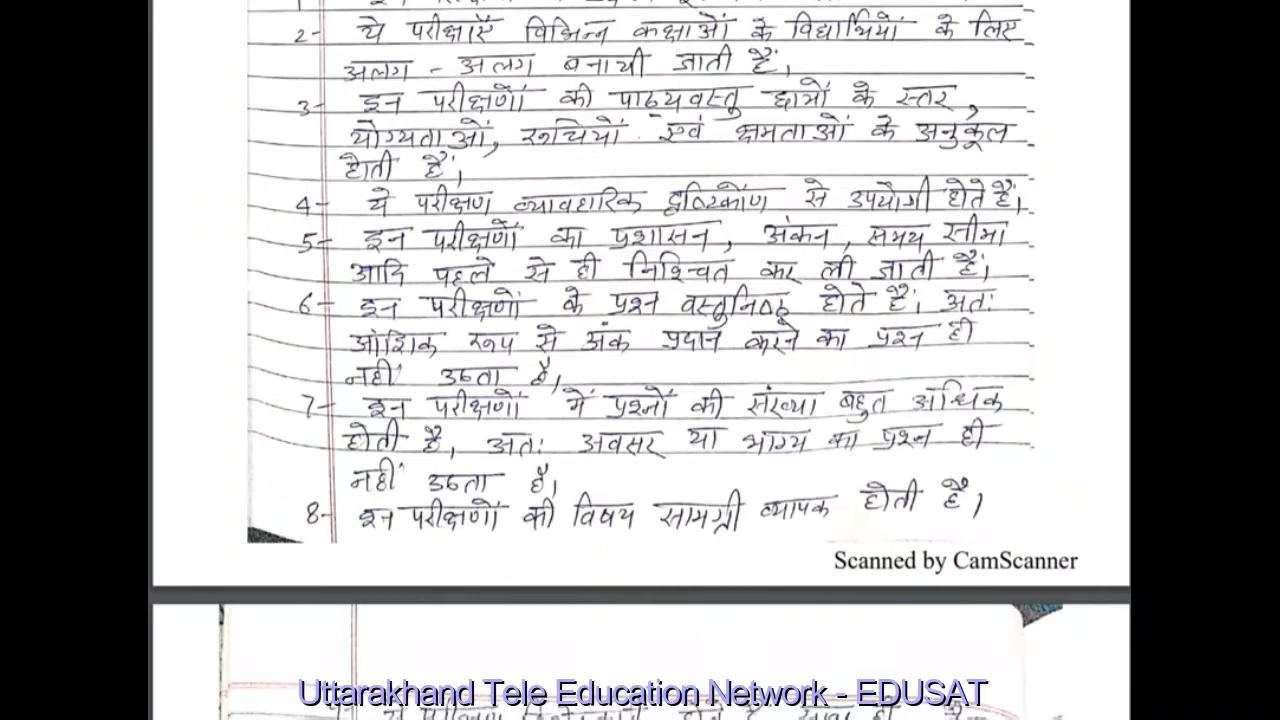 2- ये परीक्षाएँ विभिन्न कक्षाओं के विद्यार्थियों के लिए
अलग - अलग बनायी जाती हैं।
3- इन परीक्षणों की पाठ्यवस्तु छात्रों के स्तर,
योग्यताओं, रूचियों एवं क्षमताओं के अनुकूल
होती हैं।
4- ये परीक्षण व्यावहारिक दृष्टिकोण से उपयोगी होते हैं।
5- इन परीक्षणों का प्रशासन, अंकन, समय सीमा
आदि पहले से ही निश्चित कर ली जाती हैं।
6- इन परीक्षणों के प्रश्न वस्तुनिष्ठ होते हैं। अतः
आंशिक रूप से अंक प्रदान करने का प्रश्न ही
नहीं उठता है।
7- इन परीक्षणों में प्रश्नों की संख्या बहुत अधिक
होती है, अतः अवसर या भाग्य का प्रश्न ही
नहीं उठता है।
8- इन परीक्षणों की विषय सामग्री व्यापक होती है।
Scanned by CamScanner
Uttarakhand Tele Education Network - EDUSAT